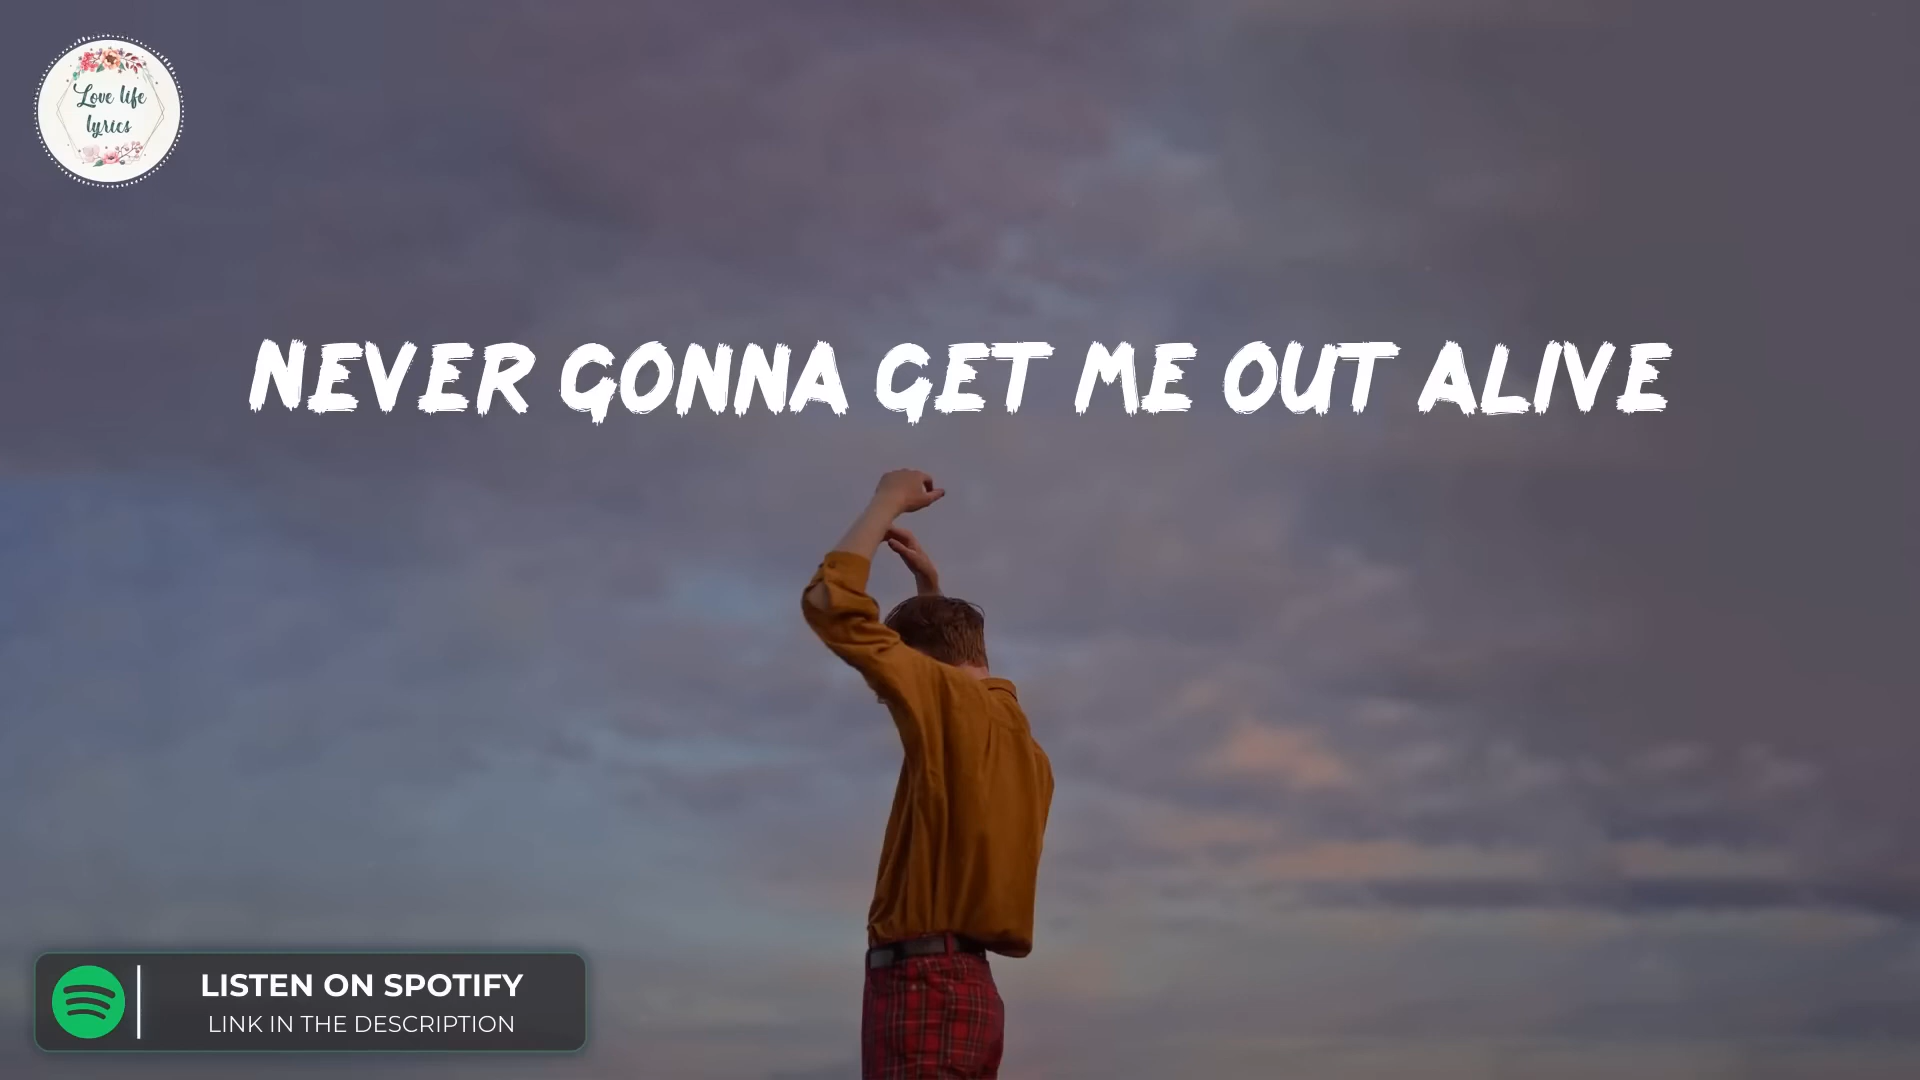 Love life
lyrics
NEVER GONNA GET ME OUT ALIVE
LISTEN ON SPOTIFY
LINK IN THE DESCRIPTION